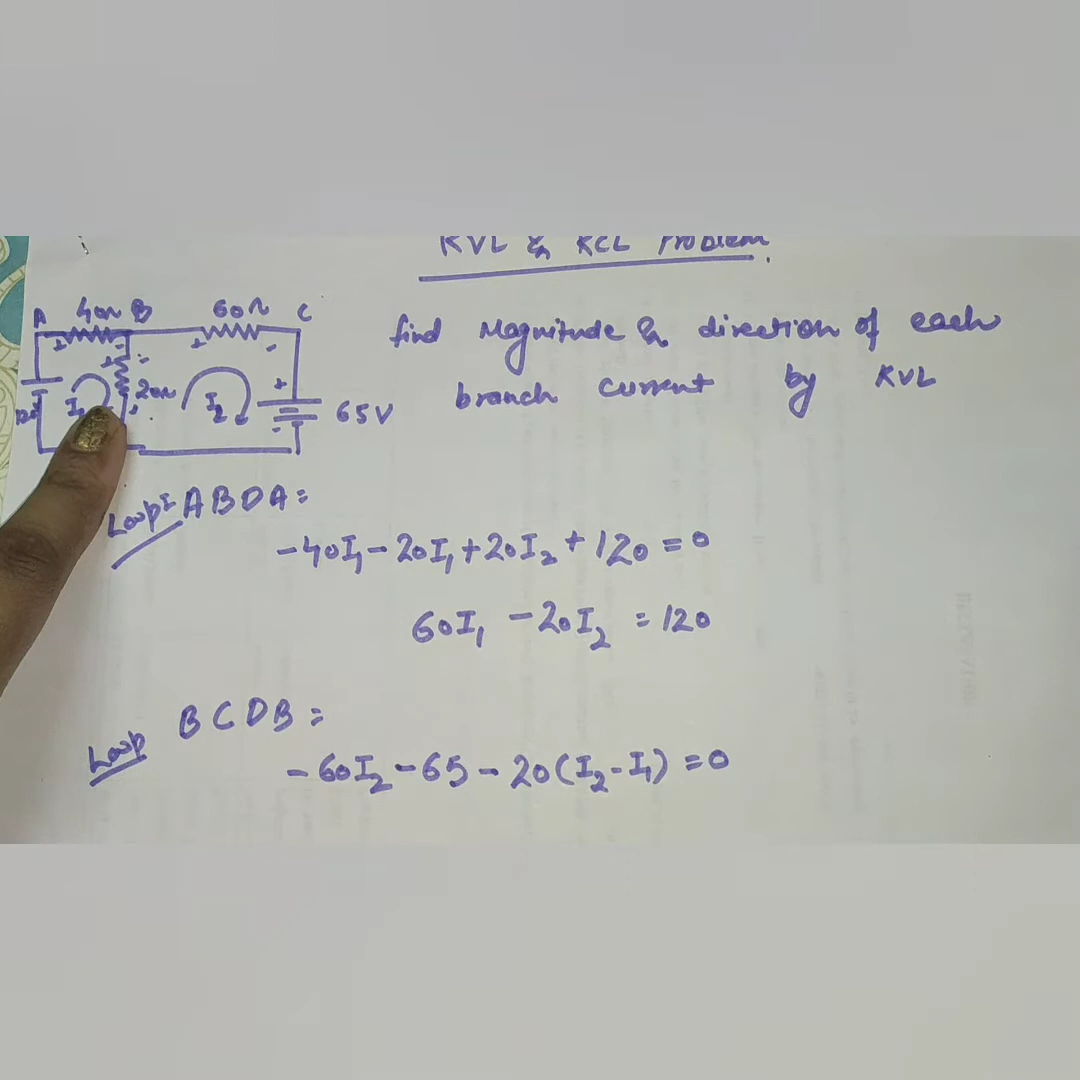 KVL & KCL Problem.
A 40Ω B 60Ω C
find Magnitude & direction of each
branch current by KVL
+ - + -
+ -
20Ω
I₁ I₂
+
-
65V
Loop I ABDA =
-40I₁ - 20I₁ + 20I₂ + 120 = 0
60I₁ - 20I₂ = 120
Loop BCDB =
-60I₂ - 65 - 20(I₂ - I₁) = 0